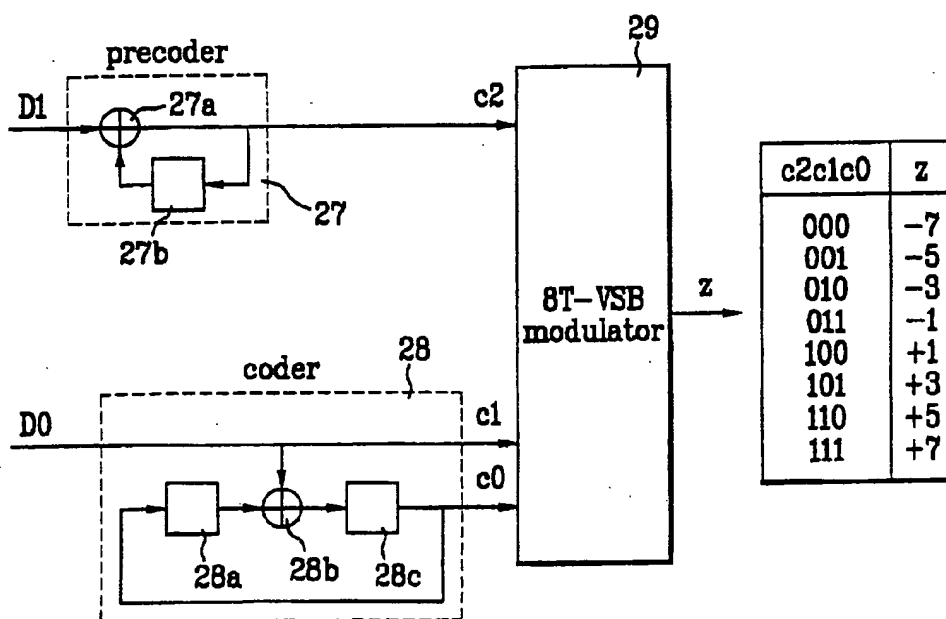 29
precoder
D1
27a
c2
27
27b
c2c1c0 z
000 -7
001 -5
010 -3
011 -1
100 +1
101 +3
110 +5
111 +7
8T-VSB
modulator
z
28
coder
D0
c1
c0
28a
28b
28c